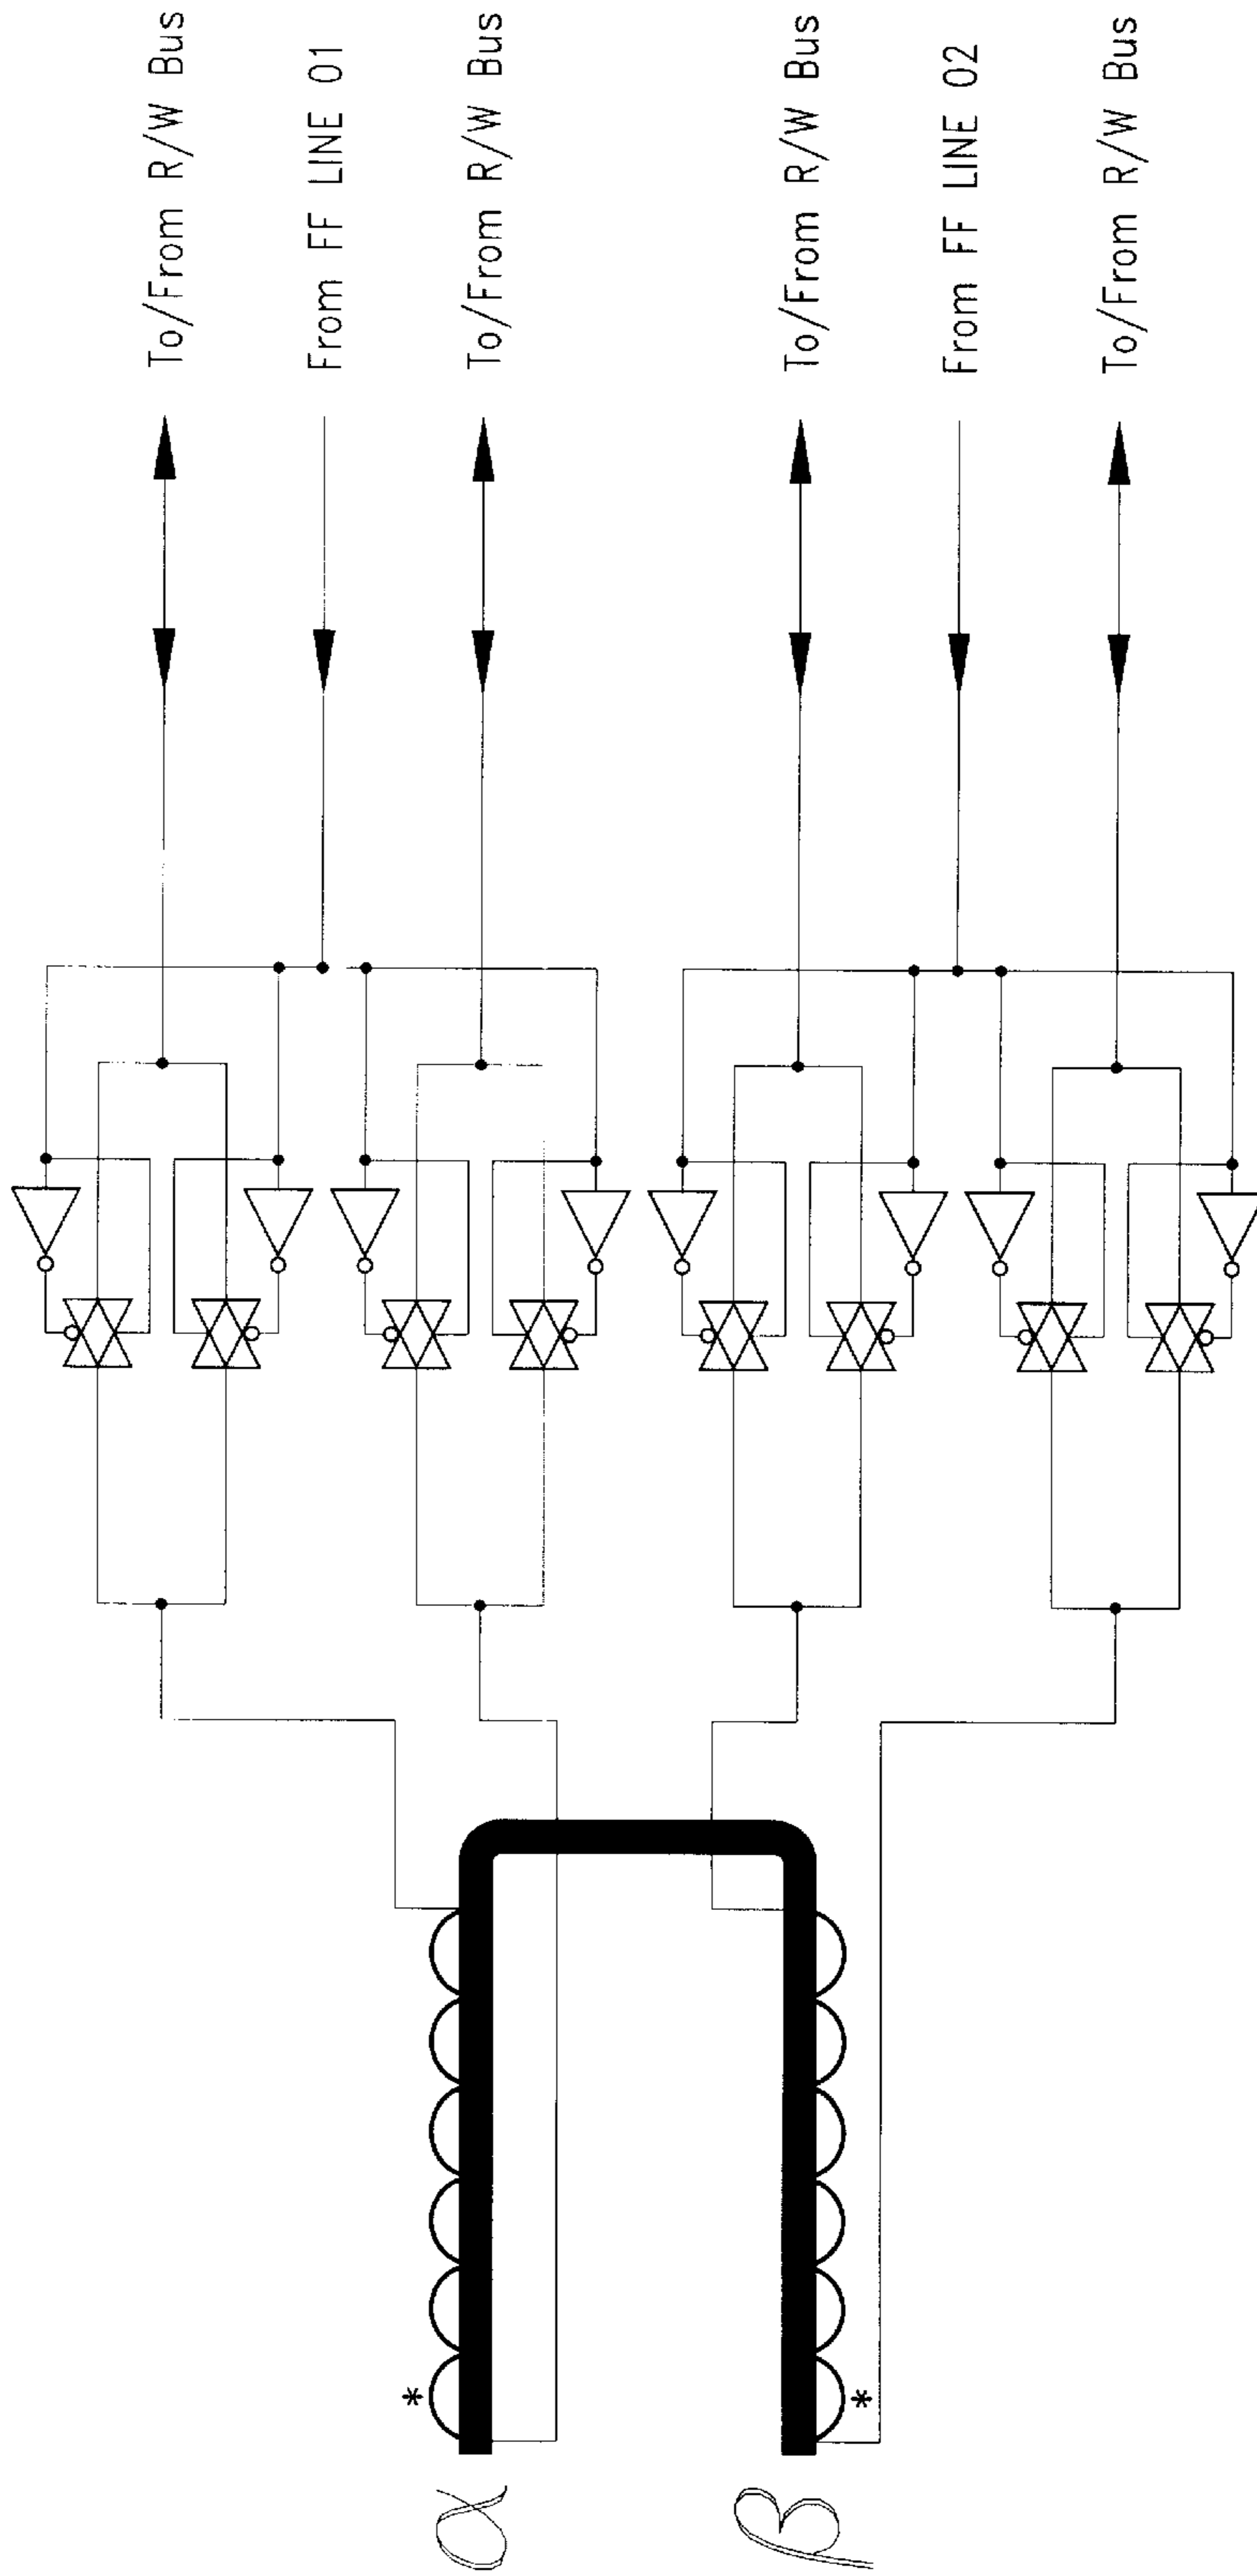 To/From R/W Bus
From FF LINE 01
To/From R/W Bus
To/From R/W Bus
From FF LINE 02
To/From R/W Bus
*
*
α
β